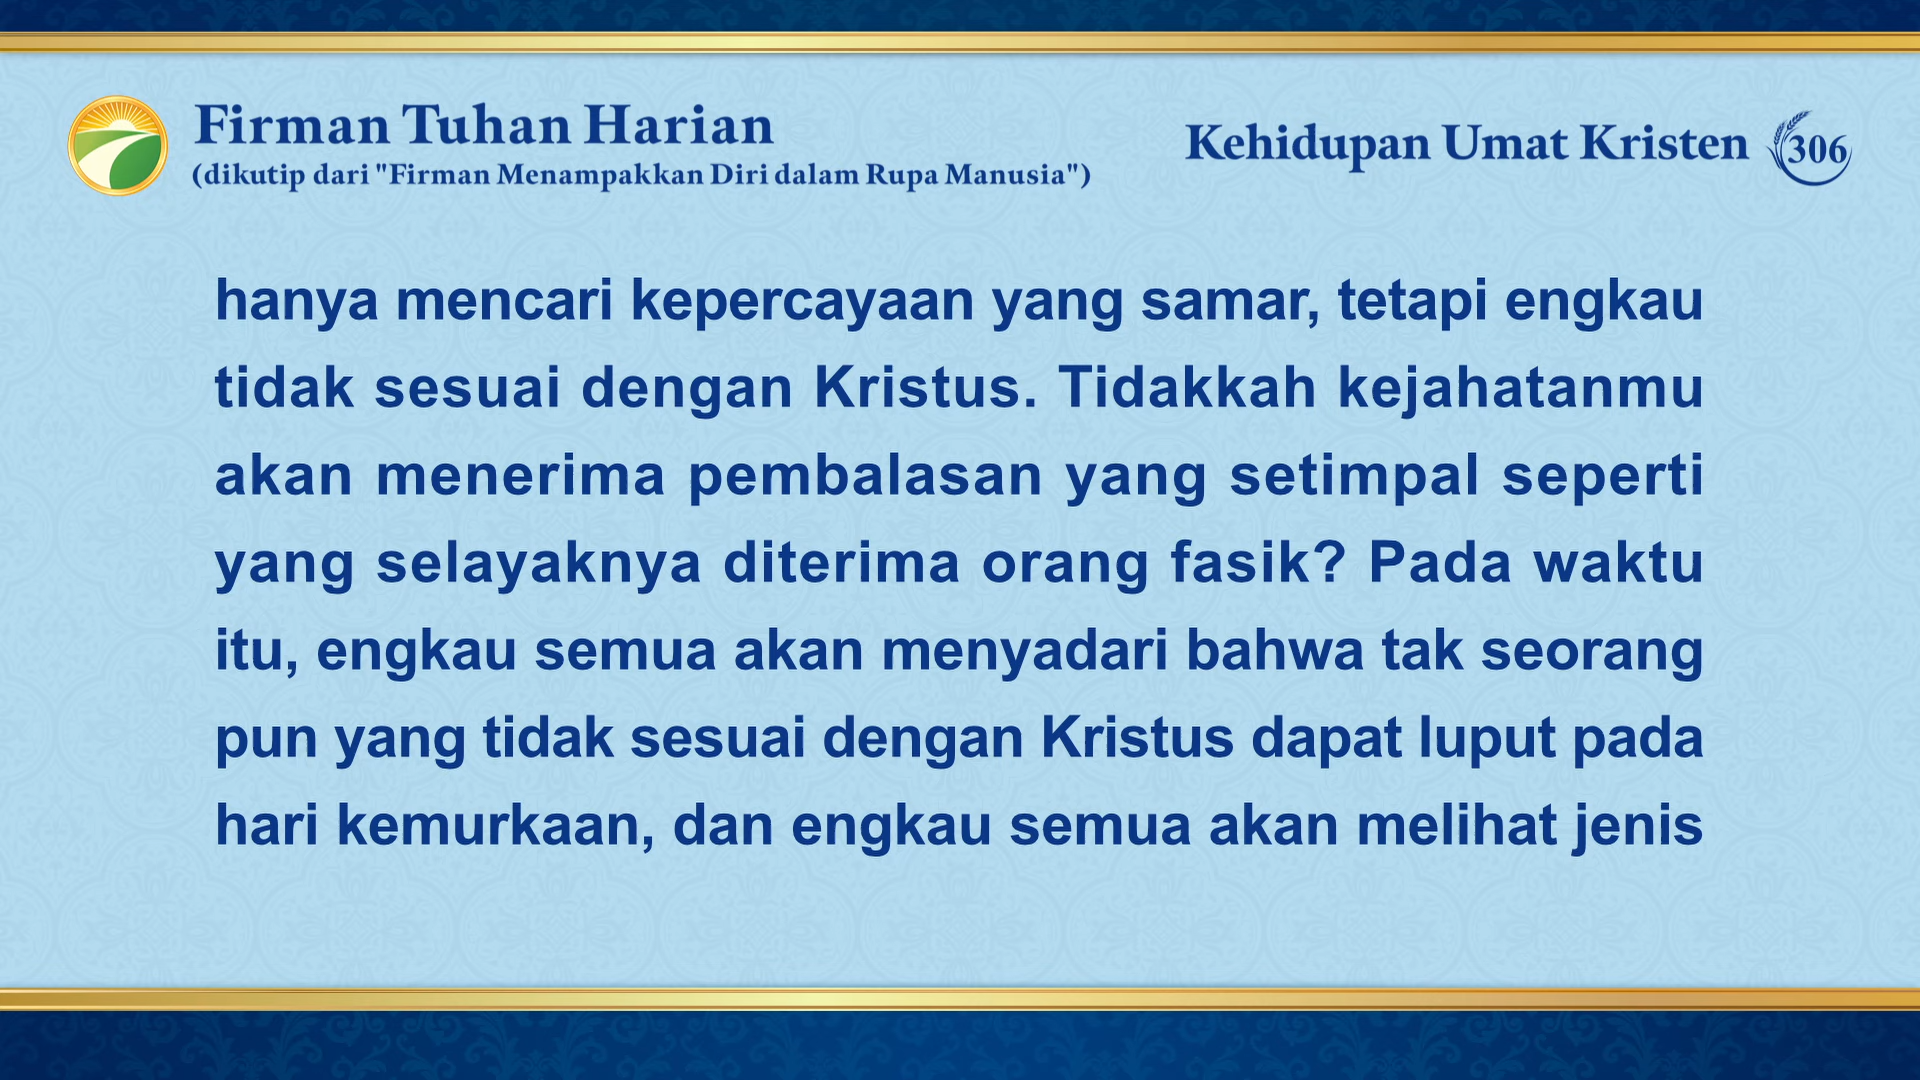 Firman Tuhan Harian
(dikutip dari "Firman Menampakkan Diri dalam Rupa Manusia")
Kehidupan Umat Kristen 306
hanya mencari kepercayaan yang samar, tetapi engkau
tidak sesuai dengan Kristus. Tidakkah kejahatanmu
akan menerima pembalasan yang setimpal seperti
yang selayaknya diterima orang fasik? Pada waktu
itu, engkau semua akan menyadari bahwa tak seorang
pun yang tidak sesuai dengan Kristus dapat luput pada
hari kemurkaan, dan engkau semua akan melihat jenis